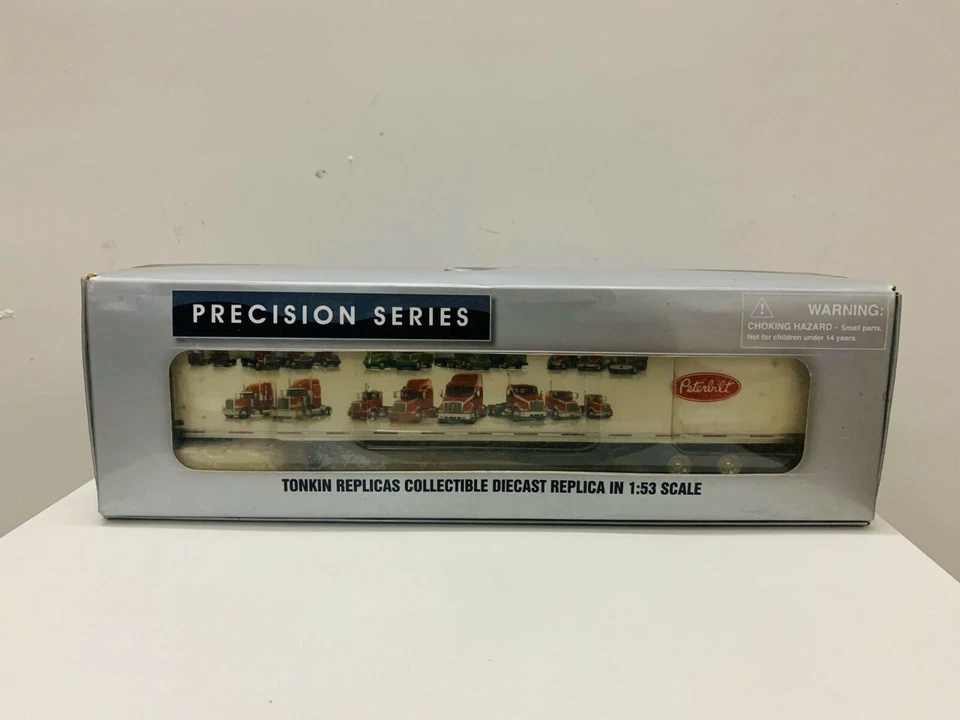 PRECISION SERIES
WARNING:
CHOKING HAZARD - Small parts.
Not for children under 14 years.
Peterbilt
TONKIN REPLICAS COLLECTIBLE DIECAST REPLICA IN 1:53 SCALE